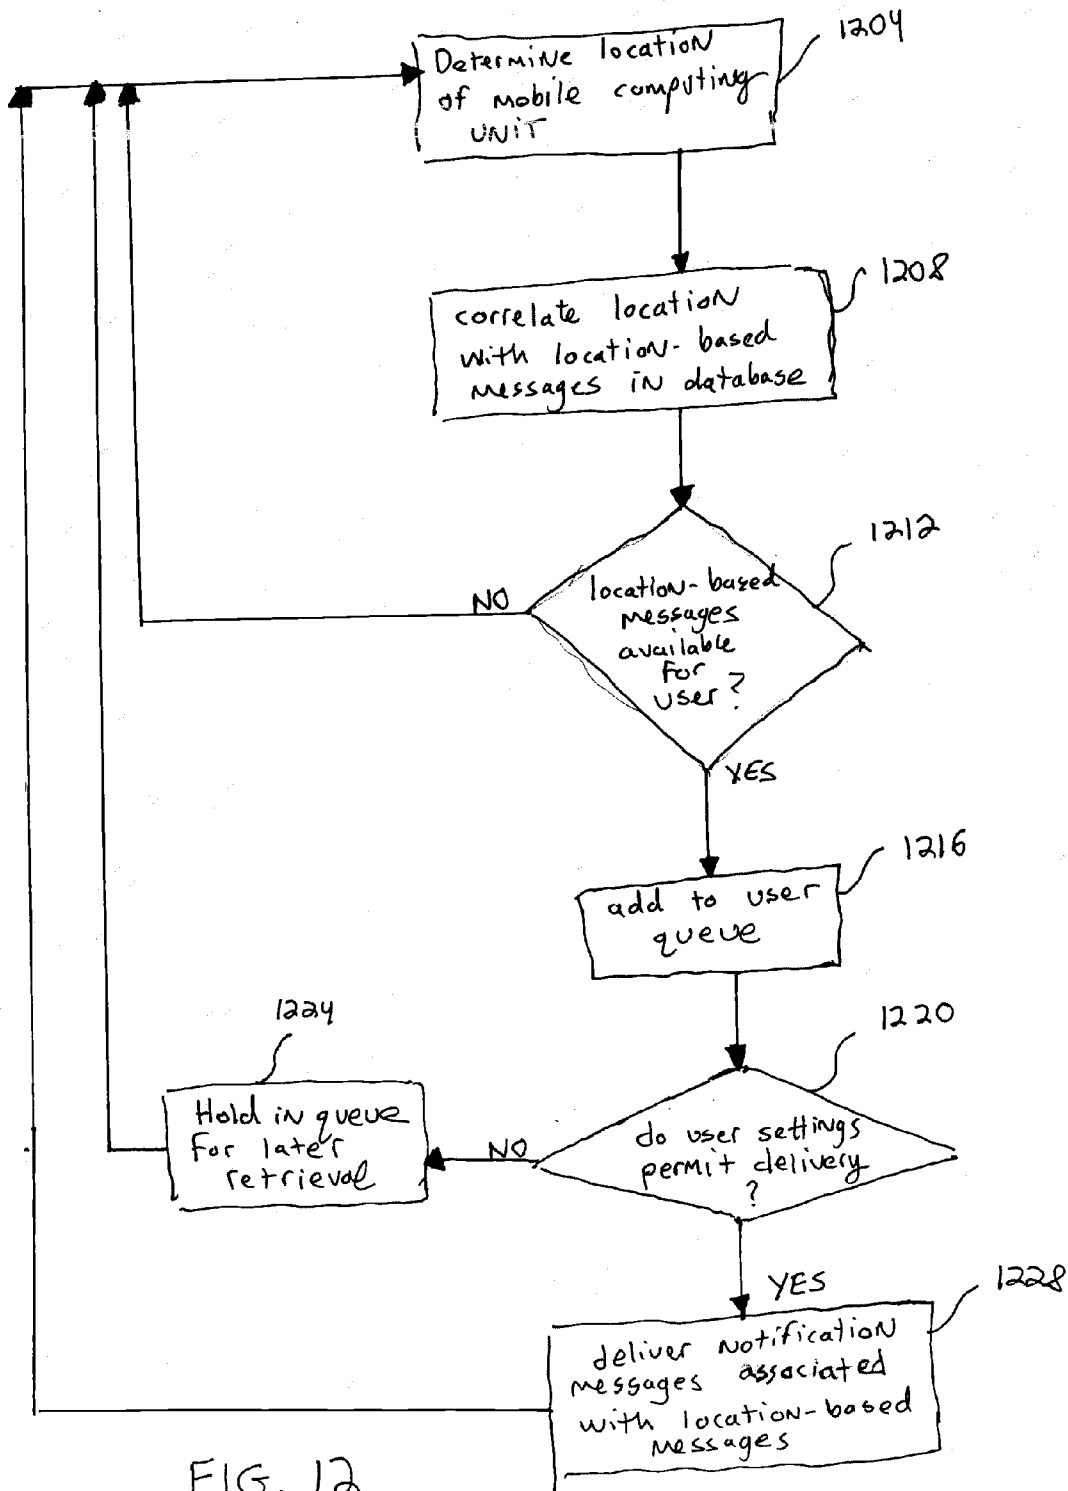 1204
Determine location
of mobile computing
UNIT
1208
correlate location
with location-based
messages in database
1212
NO
location-based
messages
available
for
user?
YES
1216
add to user
queue
1224
1220
Hold in queue
for later
retrieval
NO
do user settings
permit delivery
?
YES
1228
deliver notification
messages associated
with location-based
messages
FIG. 12